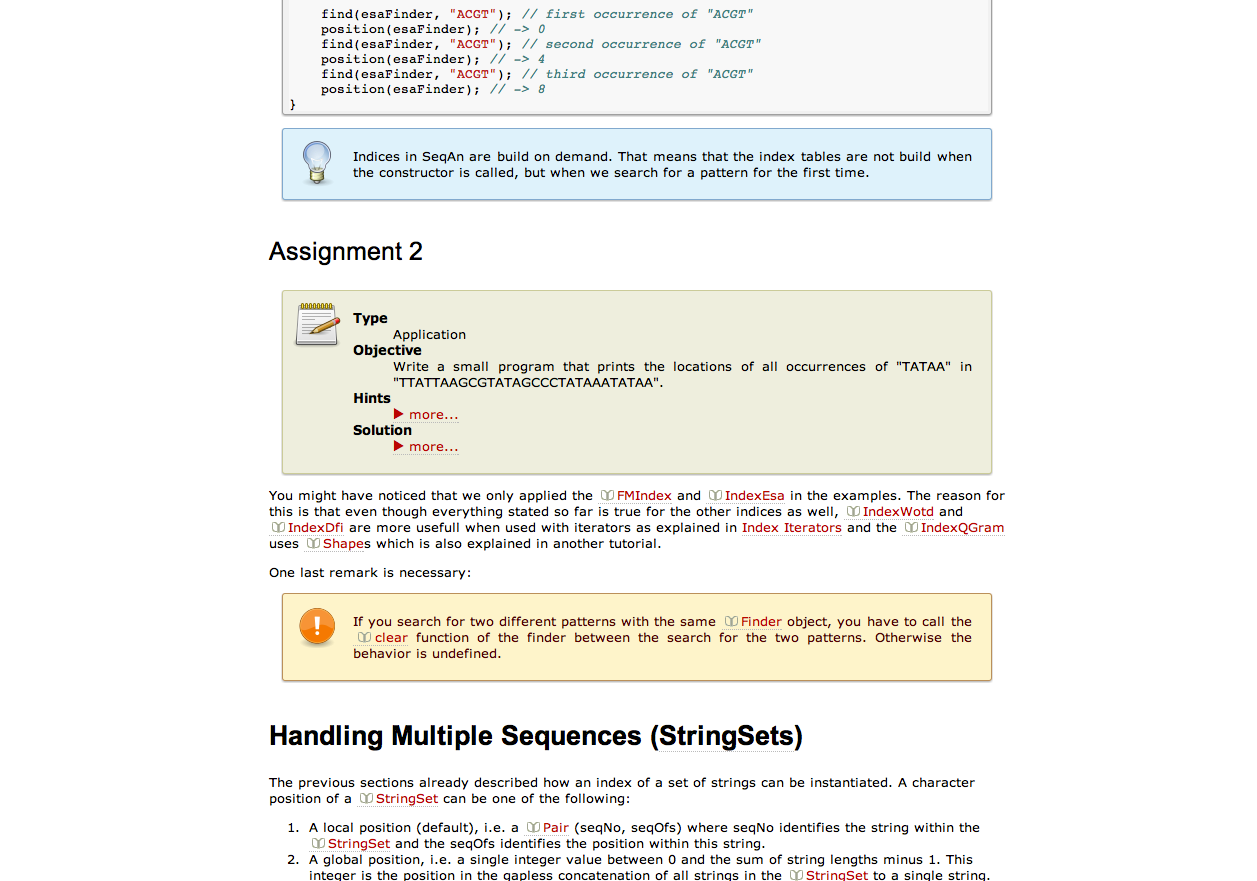 find(esaFinder, "ACGT"); // first occurrence of "ACGT"
position(esaFinder); // -> 0
find(esaFinder, "ACGT"); // second occurrence of "ACGT"
position(esaFinder); // -> 4
find(esaFinder, "ACGT"); // third occurrence of "ACGT"
position(esaFinder); // -> 8
}
Indices in SeqAn are build on demand. That means that the index tables are not build when
the constructor is called, but when we search for a pattern for the first time.
Assignment 2
Type
Application
Objective
Write a small program that prints the locations of all occurrences of "TATAA" in
"TTATTAAGCGTATAGCCCTATAAATATAA".
Hints
more...
Solution
more...
You might have noticed that we only applied the FMIndex and IndexEsa in the examples. The reason for
this is that even though everything stated so far is true for the other indices as well, IndexWotd and
IndexDfi are more usefull when used with iterators as explained in Index Iterators and the IndexQGram
uses Shapes which is also explained in another tutorial.
One last remark is necessary:
If you search for two different patterns with the same Finder object, you have to call the
clear function of the finder between the search for the two patterns. Otherwise the
behavior is undefined.
Handling Multiple Sequences (StringSets)
The previous sections already described how an index of a set of strings can be instantiated. A character
position of a StringSet can be one of the following:
1. A local position (default), i.e. a Pair (seqNo, seqOfs) where seqNo identifies the string within the
StringSet and the seqOfs identifies the position within this string.
2. A global position, i.e. a single integer value between 0 and the sum of string lengths minus 1. This
integer is the position in the gapless concatenation of all strings in the StringSet to a single string.